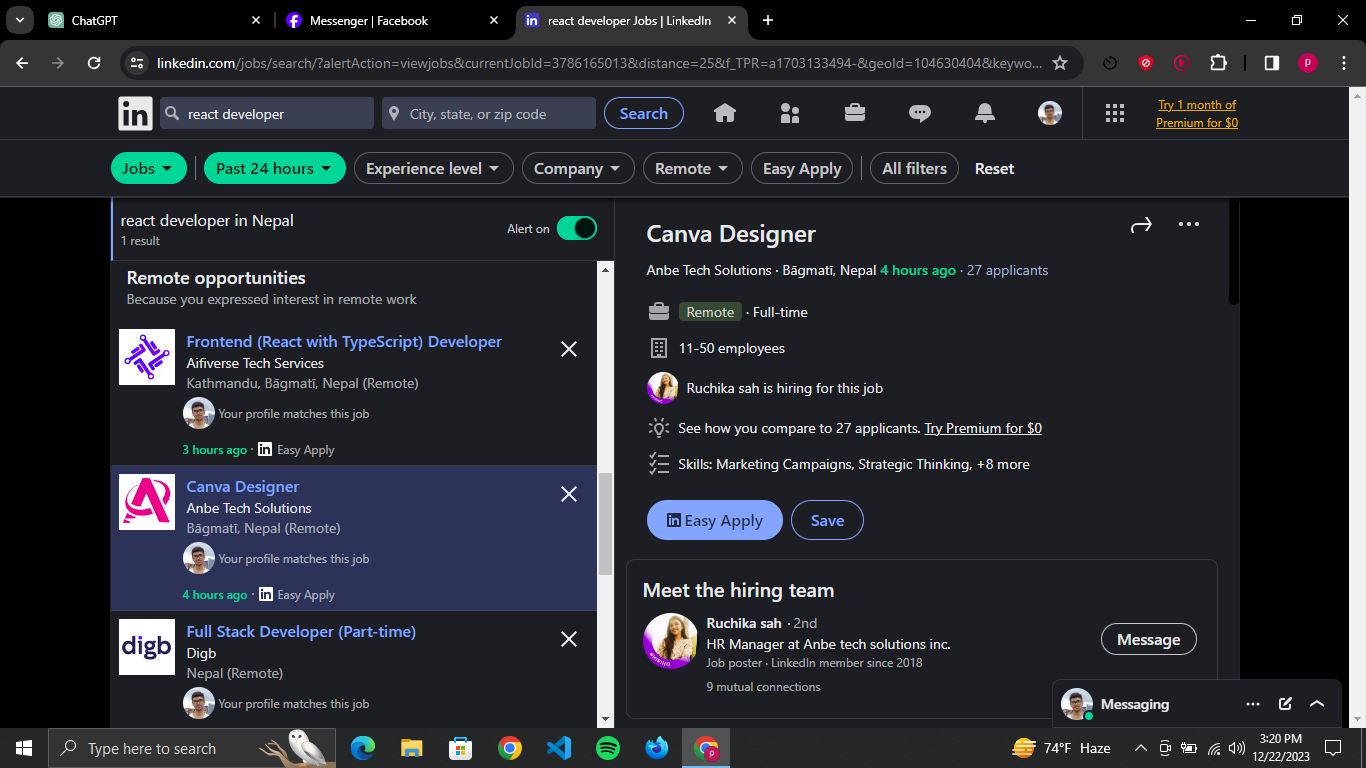 ChatGPT
Messenger | Facebook
react developer Jobs | LinkedIn
linkedin.com/jobs/search/?alertAction=viewjobs&currentJobId=3786165013&distance=25&f_TPR=a1703133494-&geoId=104630404&keywo...
P
in
react developer
City, state, or zip code
Search
Try 1 month of
Premium for $0
Jobs
Past 24 hours
Experience level
Company
Remote
Easy Apply
All filters
Reset
react developer in Nepal
1 result
Alert on
Remote opportunities
Because you expressed interest in remote work
Frontend (React with TypeScript) Developer
Aifiverse Tech Services
Kathmandu, Bāgmatī, Nepal (Remote)
Your profile matches this job
3 hours ago · in Easy Apply
Canva Designer
Anbe Tech Solutions
Bāgmatī, Nepal (Remote)
Your profile matches this job
4 hours ago · in Easy Apply
digb
Full Stack Developer (Part-time)
Digb
Nepal (Remote)
Your profile matches this job
Canva Designer
Anbe Tech Solutions · Bāgmatī, Nepal 4 hours ago · 27 applicants
Remote · Full-time
11-50 employees
Ruchika sah is hiring for this job
See how you compare to 27 applicants. Try Premium for $0
Skills: Marketing Campaigns, Strategic Thinking, +8 more
in Easy Apply
Save
Meet the hiring team
Ruchika sah · 2nd
HR Manager at Anbe tech solutions inc.
Job poster · LinkedIn member since 2018
9 mutual connections
#HIRING
Message
Messaging
Type here to search
74°F Haze
3:20 PM
12/22/2023